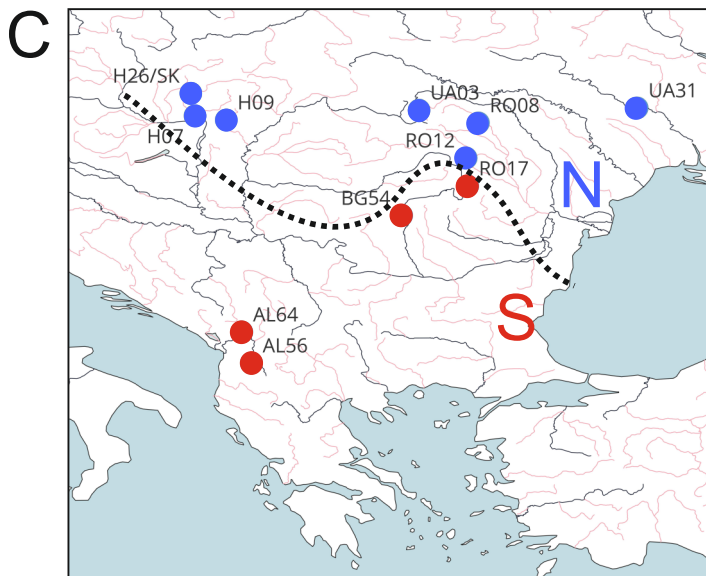 C
H26/SK
H07
H09
UA03
RO08
UA31
RO12
RO17
BG54
N
S
AL64
AL56